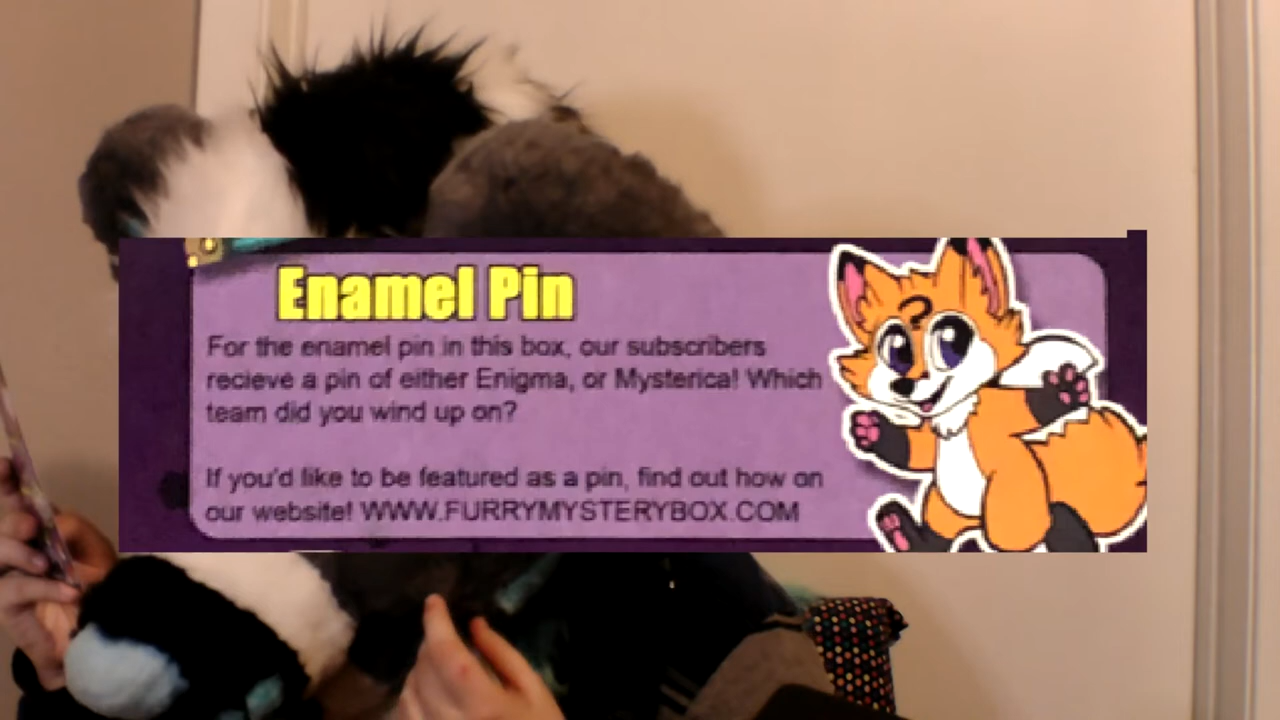 Enamel Pin
For the enamel pin in this box, our subscribers
recieve a pin of either Enigma, or Mysterica! Which
team did you wind up on?
If you'd like to be featured as a pin, find out how on
our website! WWW.FURRYMYSTERYBOX.COM